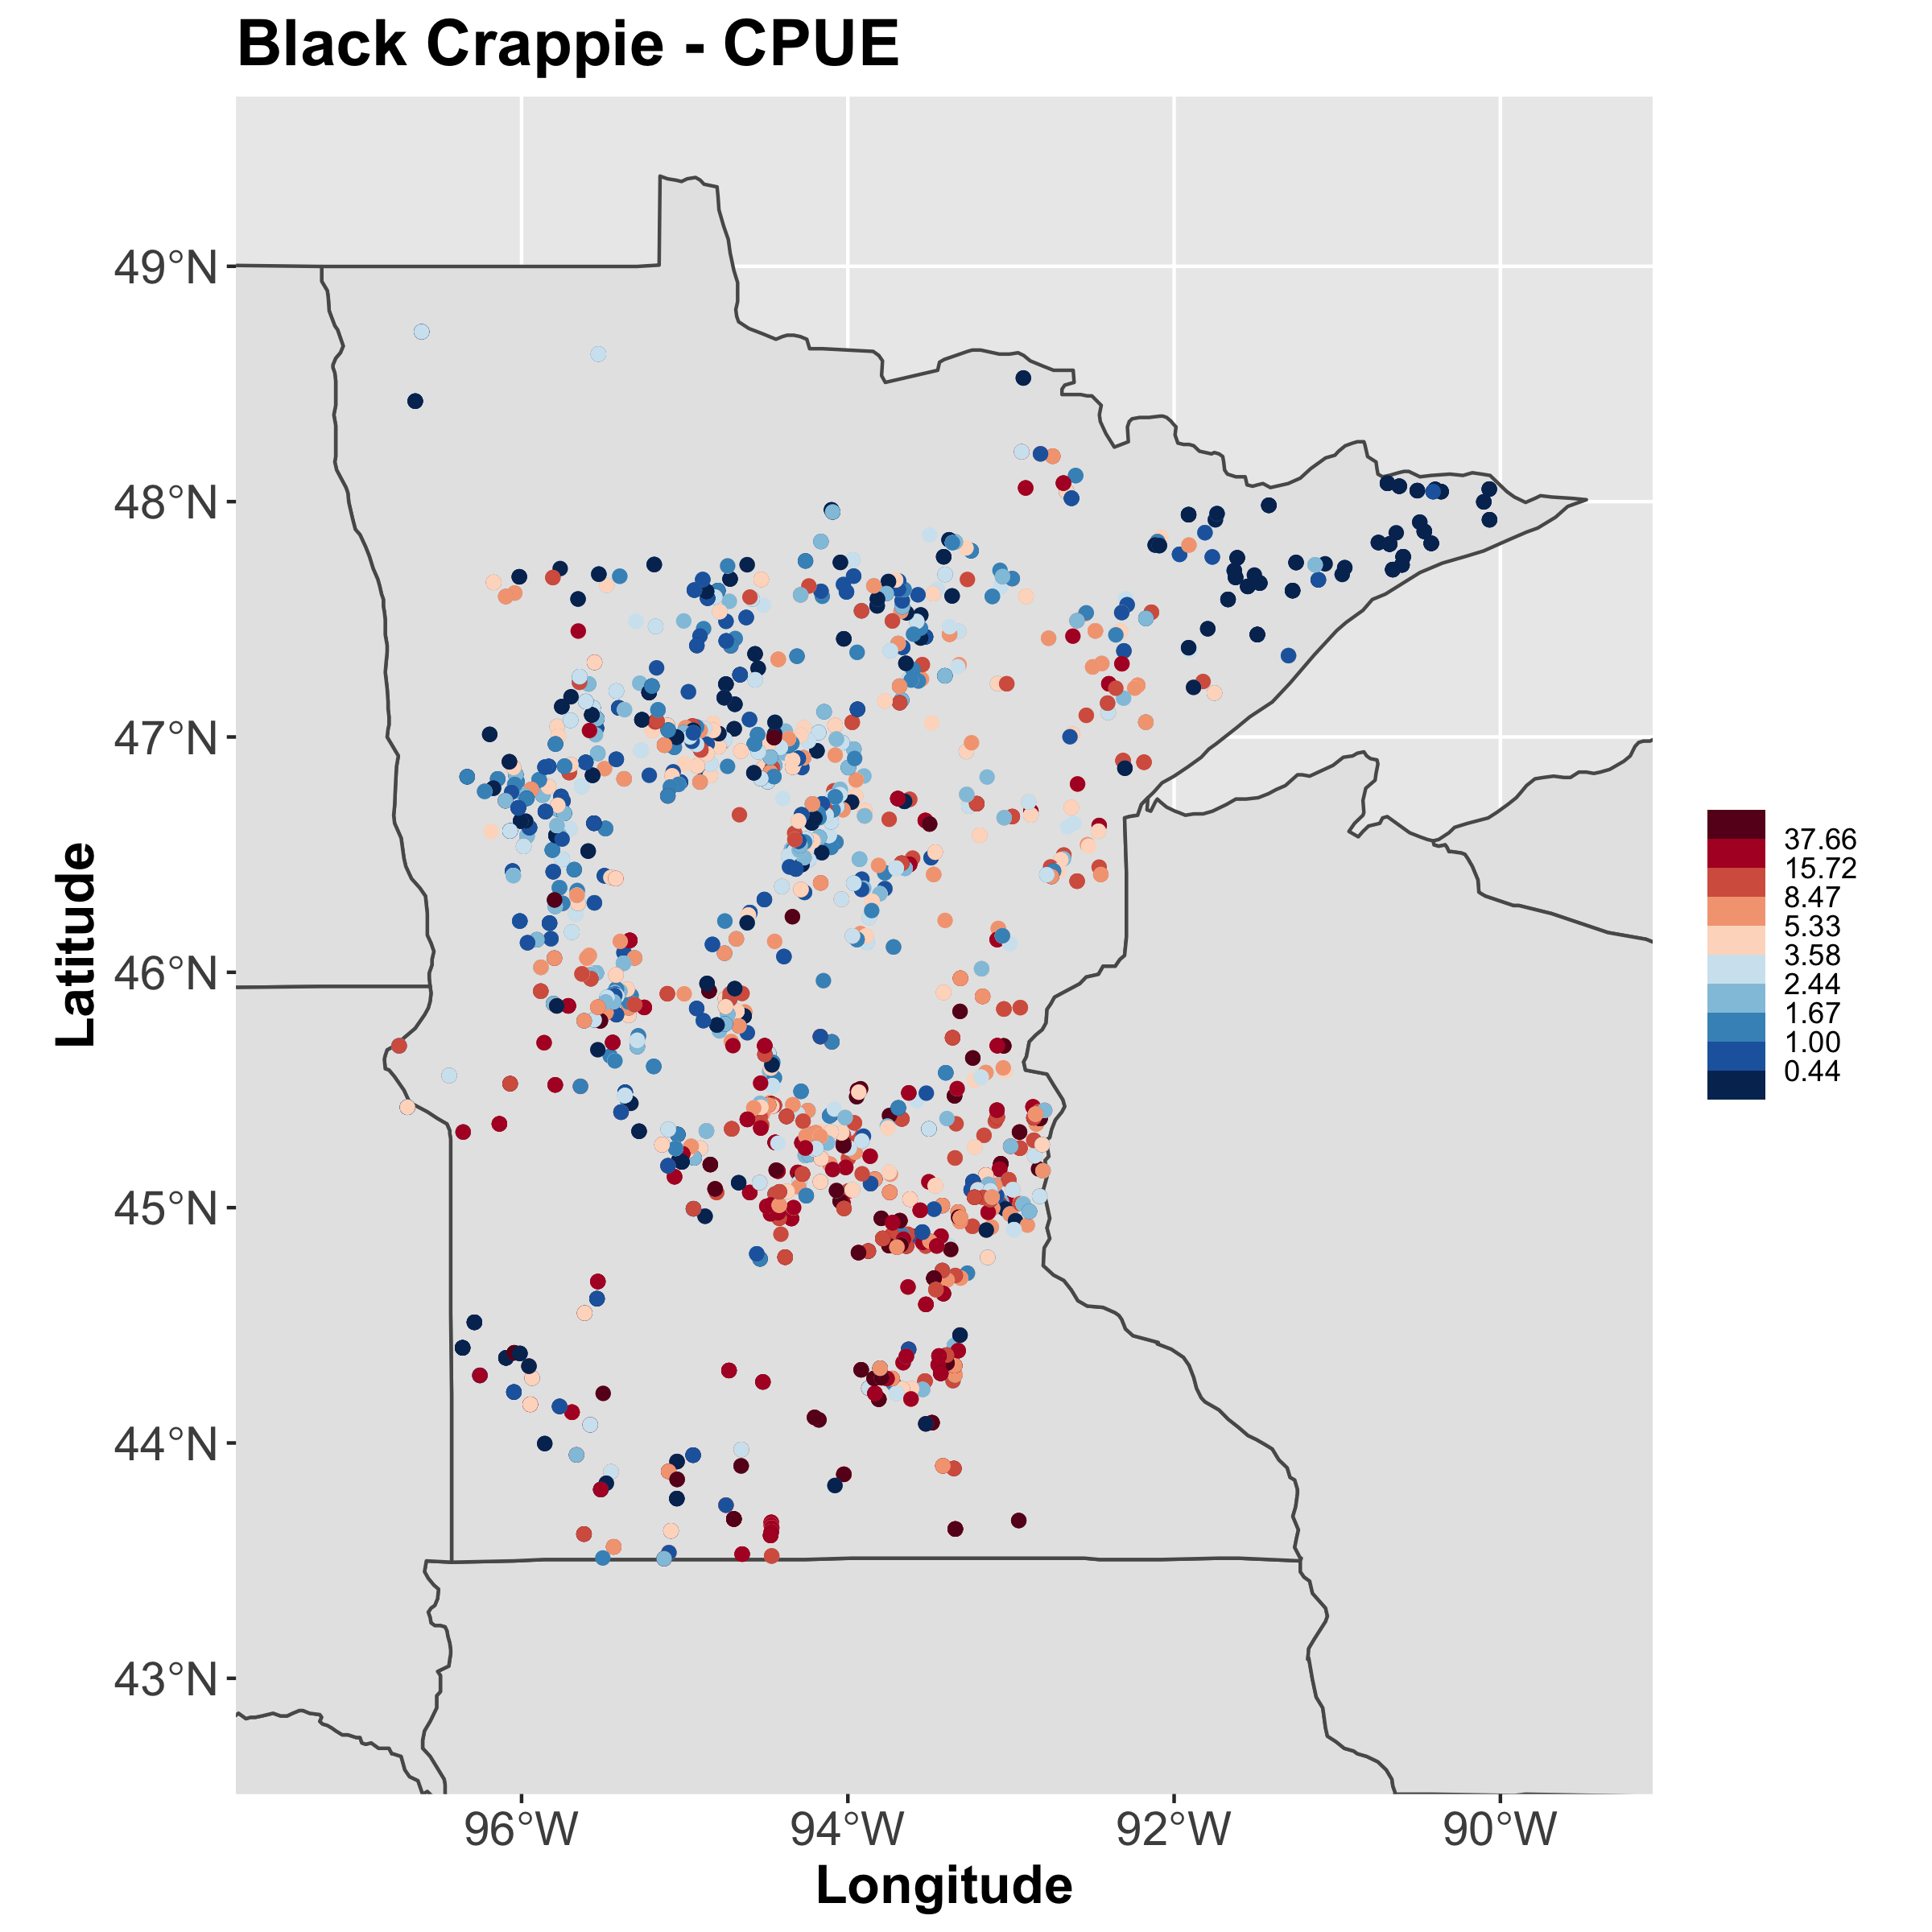 Black Crappie - CPUE
49°N
48°N
47°N
46°N
45°N
44°N
43°N
Latitude
96°W
94°W
92°W
90°W
Longitude
37.66
15.72
8.47
5.33
3.58
2.44
1.67
1.00
0.44